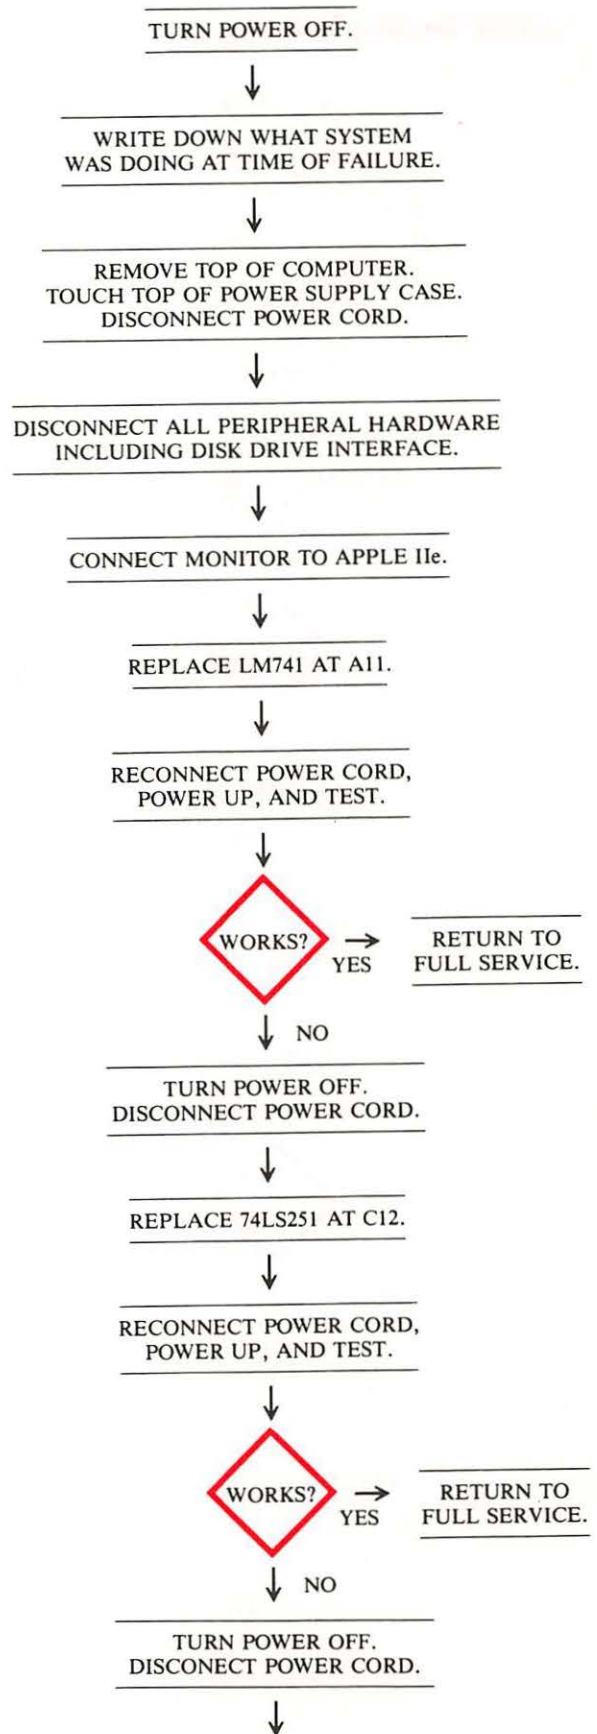 TURN POWER OFF.
WRITE DOWN WHAT SYSTEM
WAS DOING AT TIME OF FAILURE.
REMOVE TOP OF COMPUTER.
TOUCH TOP OF POWER SUPPLY CASE.
DISCONNECT POWER CORD.
DISCONNECT ALL PERIPHERAL HARDWARE
INCLUDING DISK DRIVE INTERFACE.
CONNECT MONITOR TO APPLE IIe.
REPLACE LM741 AT A11.
RECONNECT POWER CORD,
POWER UP, AND TEST.
WORKS?
YES
RETURN TO
FULL SERVICE.
NO
TURN POWER OFF.
DISCONNECT POWER CORD.
REPLACE 74LS251 AT C12.
RECONNECT POWER CORD,
POWER UP, AND TEST.
WORKS?
YES
RETURN TO
FULL SERVICE.
NO
TURN POWER OFF.
DISCONECT POWER CORD.